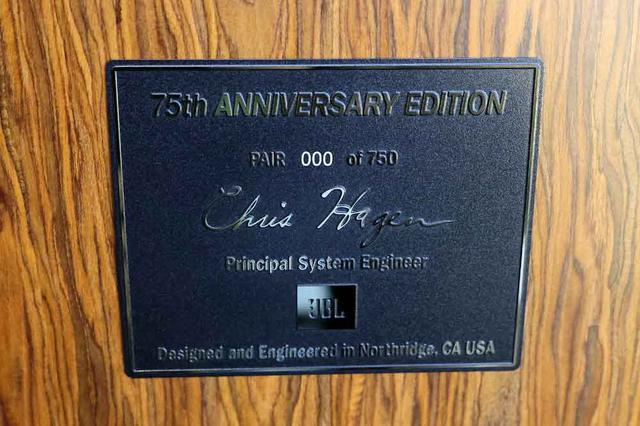 75th ANNIVERSARY EDITION
PAIR 000 of 750
Chris Hagen
Principal System Engineer
JBL
Designed and Engineered in Northridge, CA USA